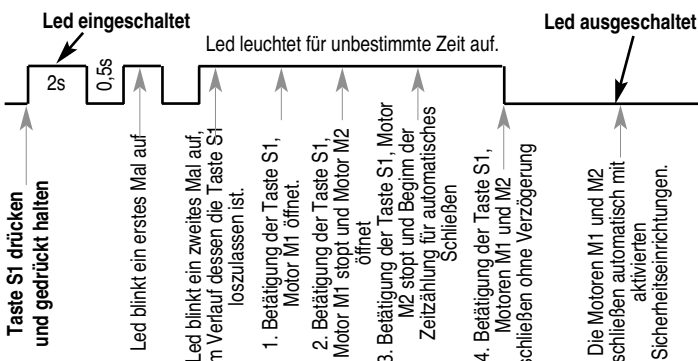 Led eingeschaltet
Led ausgeschaltet
Led leuchtet für unbestimmte Zeit auf.
2s
0,5s
Taste S1 drücken
und gedrückt halten
Led blinkt ein erstes Mal auf
Led blinkt ein zweites Mal auf,
m Verlauf dessen die Taste S1
loszulassen ist.
1. Betätigung der Taste S1,
Motor M1 öffnet.
2. Betätigung der Taste S1,
Motor M1 stopt und Motor M2
öffnet
3. Betätigung der Taste S1, Motor
M2 stopt und Beginn der
Zeitzählung für automatisches
Schließen
4. Betätigung der Taste S1,
Motoren M1 und M2
schließen ohne Verzögerung
Die Motoren M1 und M2
schließen automatisch mit
aktivierten
Sicherheitseinrichtungen.